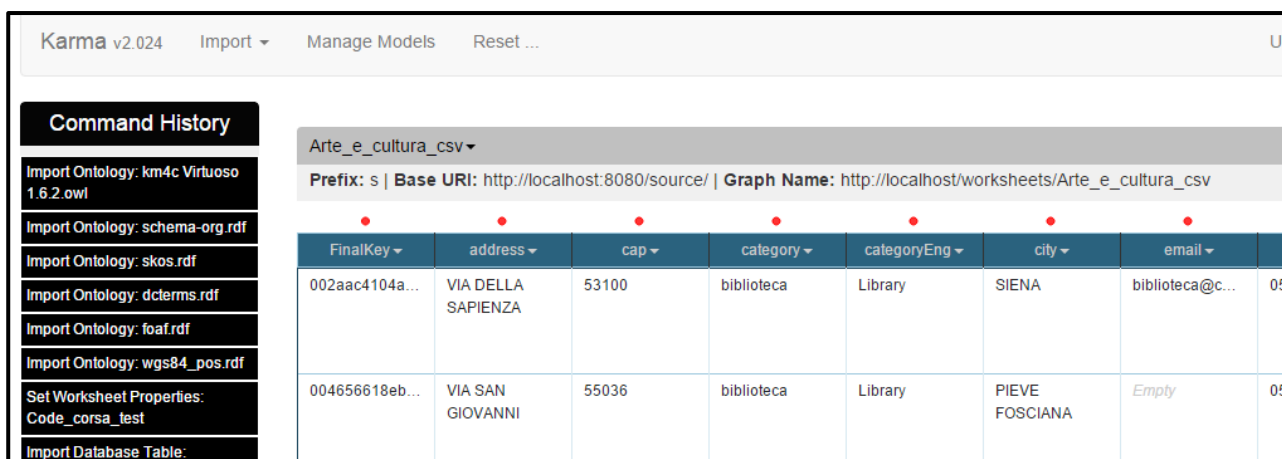 Karma v2.024 Import Manage Models Reset ... U
Command History
Import Ontology: km4c Virtuoso
1.6.2.owl
Import Ontology: schema-org.rdf
Import Ontology: skos.rdf
Import Ontology: dcterms.rdf
Import Ontology: foaf.rdf
Import Ontology: wgs84_pos.rdf
Set Worksheet Properties:
Code_corsa_test
Import Database Table:
Arte_e_cultura_csv
Prefix: s | Base URI: http://localhost:8080/source/ | Graph Name: http://localhost/worksheets/Arte_e_cultura_csv
FinalKey address cap category categoryEng city email
002aac4104a... VIA DELLA 53100 biblioteca Library SIENA biblioteca@c... 05
SAPIENZA
004656618eb... VIA SAN 55036 biblioteca Library PIEVE Empty 05
GIOVANNI FOSCIANA